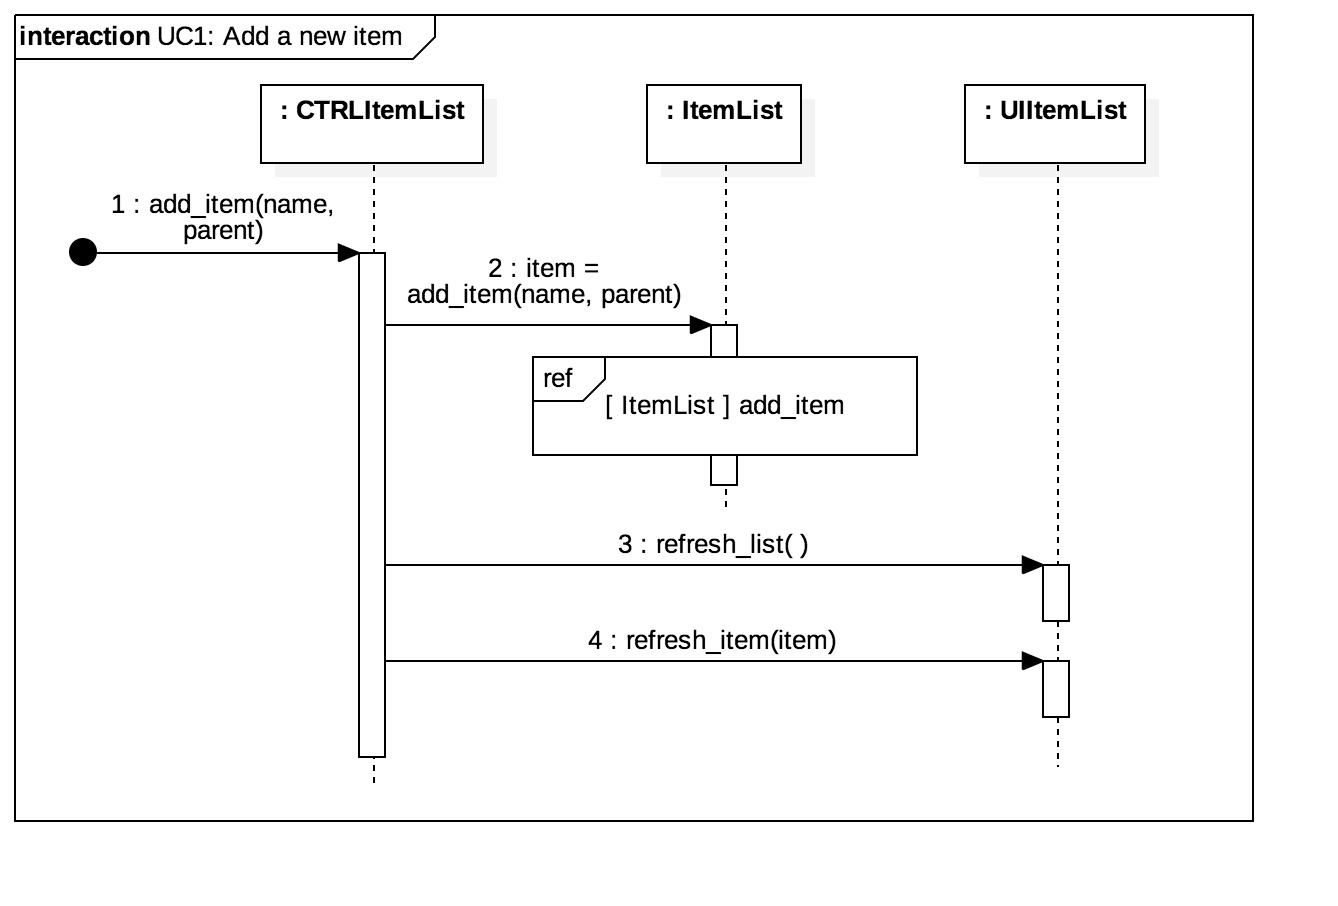 interaction UC1: Add a new item
: CTRLItemList
: ItemList
: UIItemList
1 : add_item(name,
parent)
2 : item =
add_item(name, parent)
ref
[ ItemList ] add_item
3 : refresh_list( )
4 : refresh_item(item)